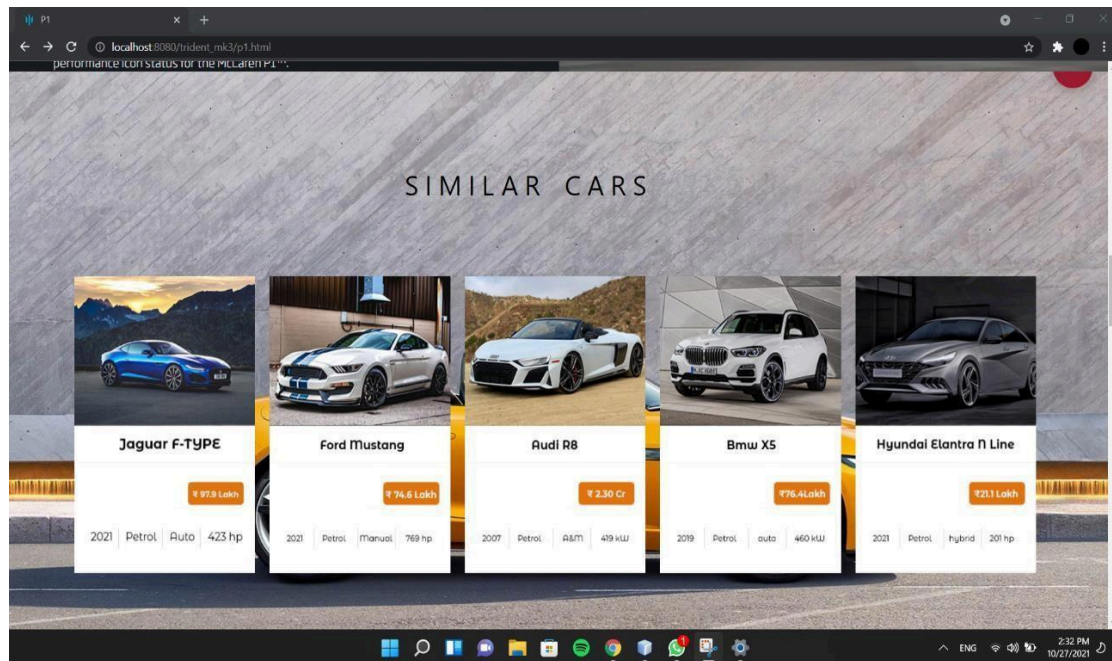 P1
localhost:8080/trident_mk3/p1.html
performance icon status for the McLaren P1™.
SIMILAR CARS
Jaguar F-TYPE
₹ 97.9 Lakh
2021 Petrol Auto 423 hp
Ford Mustang
₹ 74.6 Lakh
2021 Petrol Manual 769 hp
Audi R8
₹ 2.30 Cr
2007 Petrol A&M 419 kW
Bmw X5
₹76.4Lakh
2019 Petrol auto 460 kW
Hyundai Elantra N Line
₹21.1 Lakh
2021 Petrol hybrid 201 hp
1
ENG
2:32 PM
10/27/2021